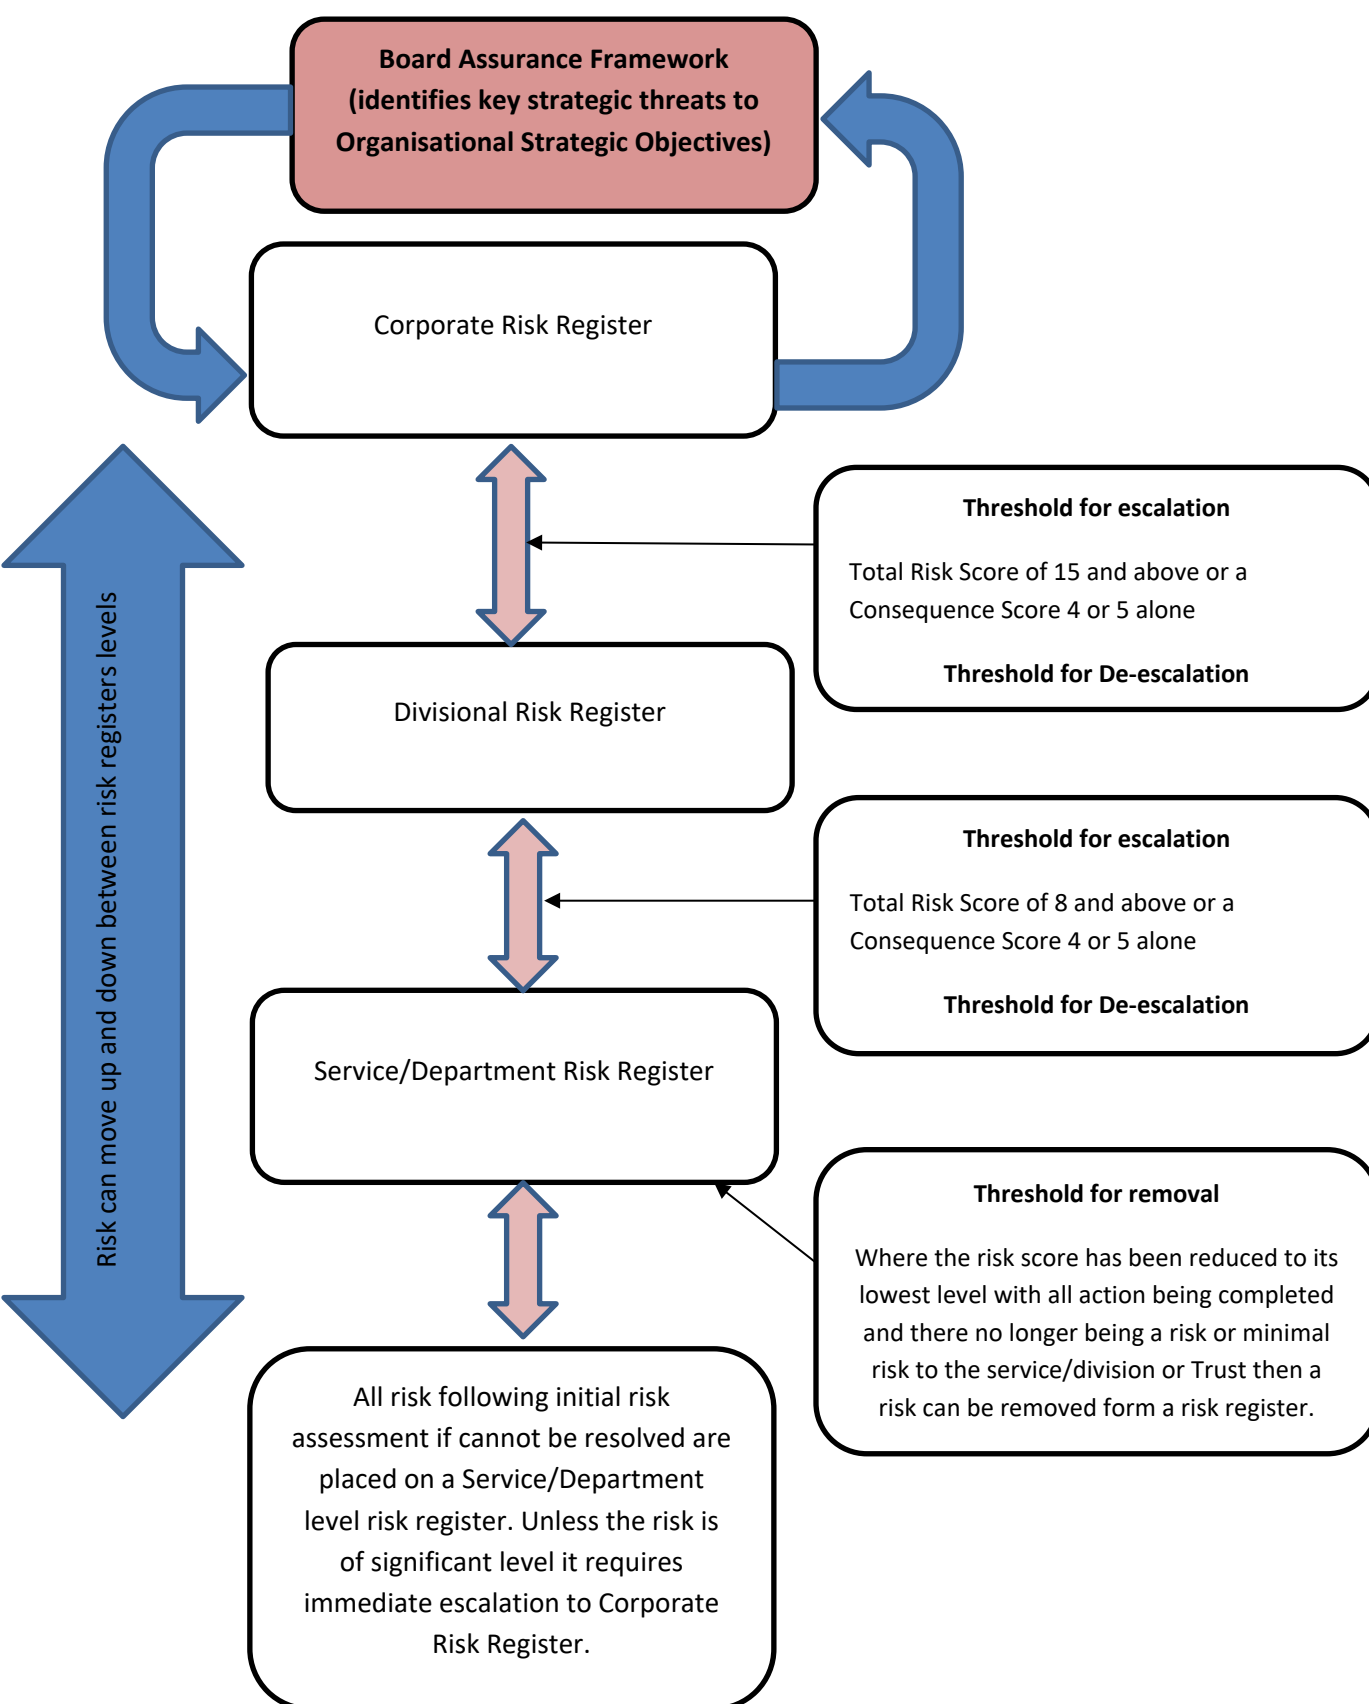 Board Assurance Framework
(identifies key strategic threats to
Organisational Strategic Objectives)
Corporate Risk Register
Risk can move up and down between risk registers levels
Threshold for escalation
Total Risk Score of 15 and above or a
Consequence Score 4 or 5 alone
Threshold for De-escalation
Divisional Risk Register
Threshold for escalation
Total Risk Score of 8 and above or a
Consequence Score 4 or 5 alone
Threshold for De-escalation
Service/Department Risk Register
Threshold for removal
Where the risk score has been reduced to its
lowest level with all action being completed
and there no longer being a risk or minimal
risk to the service/division or Trust then a
risk can be removed form a risk register.
All risk following initial risk
assessment if cannot be resolved are
placed on a Service/Department
level risk register. Unless the risk is
of significant level it requires
immediate escalation to Corporate
Risk Register.